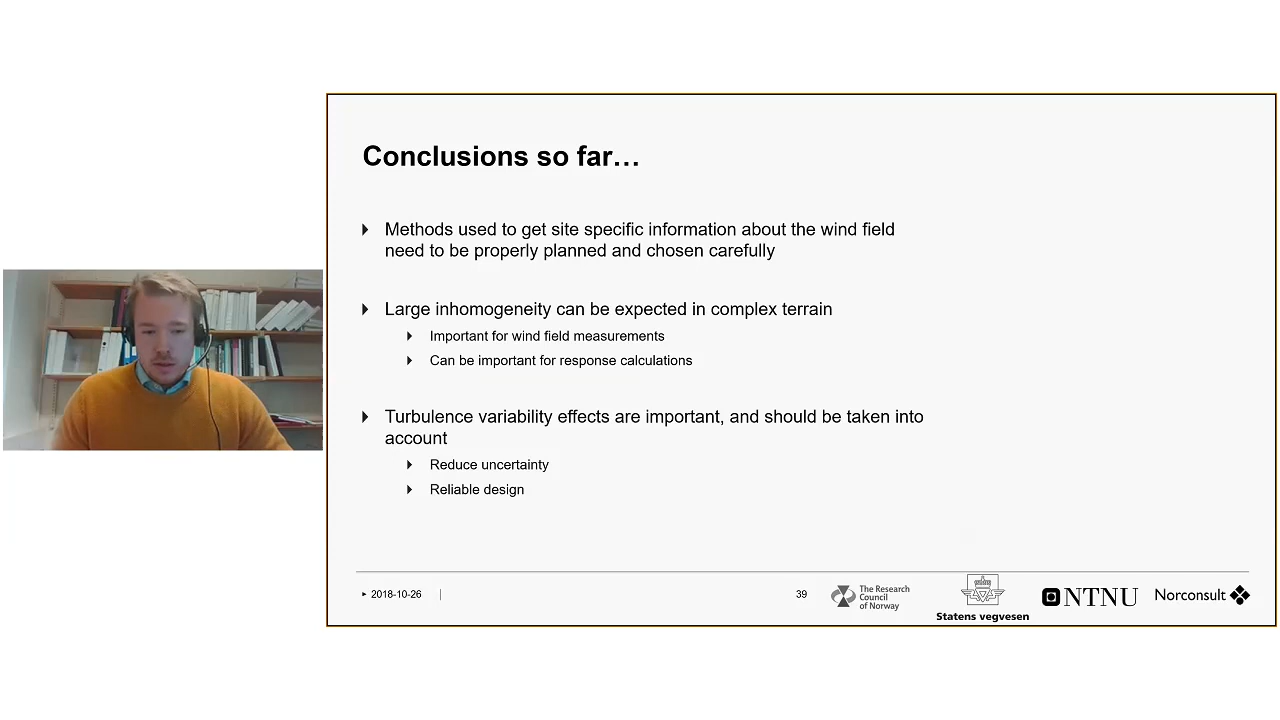 Conclusions so far…
Methods used to get site specific information about the wind field
need to be properly planned and chosen carefully
Large inhomogeneity can be expected in complex terrain
Important for wind field measurements
Can be important for response calculations
Turbulence variability effects are important, and should be taken into
account
Reduce uncertainty
Reliable design
2018-10-26
39
The Research
Council
of Norway
Statens vegvesen
NTNU
Norconsult